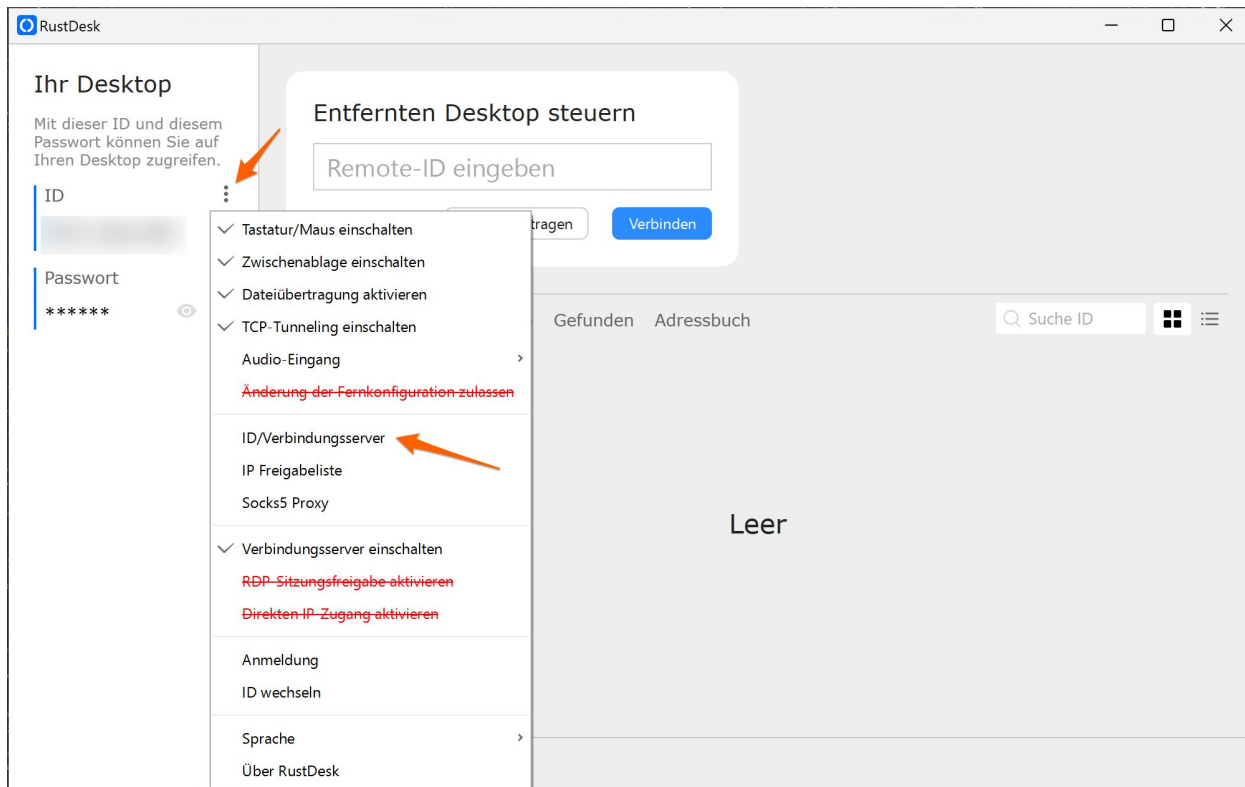 RustDesk
Ihr Desktop
Mit dieser ID und diesem
Passwort können Sie auf
Ihren Desktop zugreifen.
ID
Passwort
******
Entfernten Desktop steuern
Remote-ID eingeben
Verbinden
Gefunden Adressbuch
Suche ID
Leer
Tastatur/Maus einschalten
Zwischenablage einschalten
Dateiübertragung aktivieren
TCP-Tunneling einschalten
Audio-Eingang
Änderung der Fernkonfiguration zulassen
ID/Verbindungsserver
IP Freigabeliste
Socks5 Proxy
Verbindungsserver einschalten
RDP-Sitzungsfreigabe aktivieren
Direkten IP-Zugang aktivieren
Anmeldung
ID wechseln
Sprache
Über RustDesk